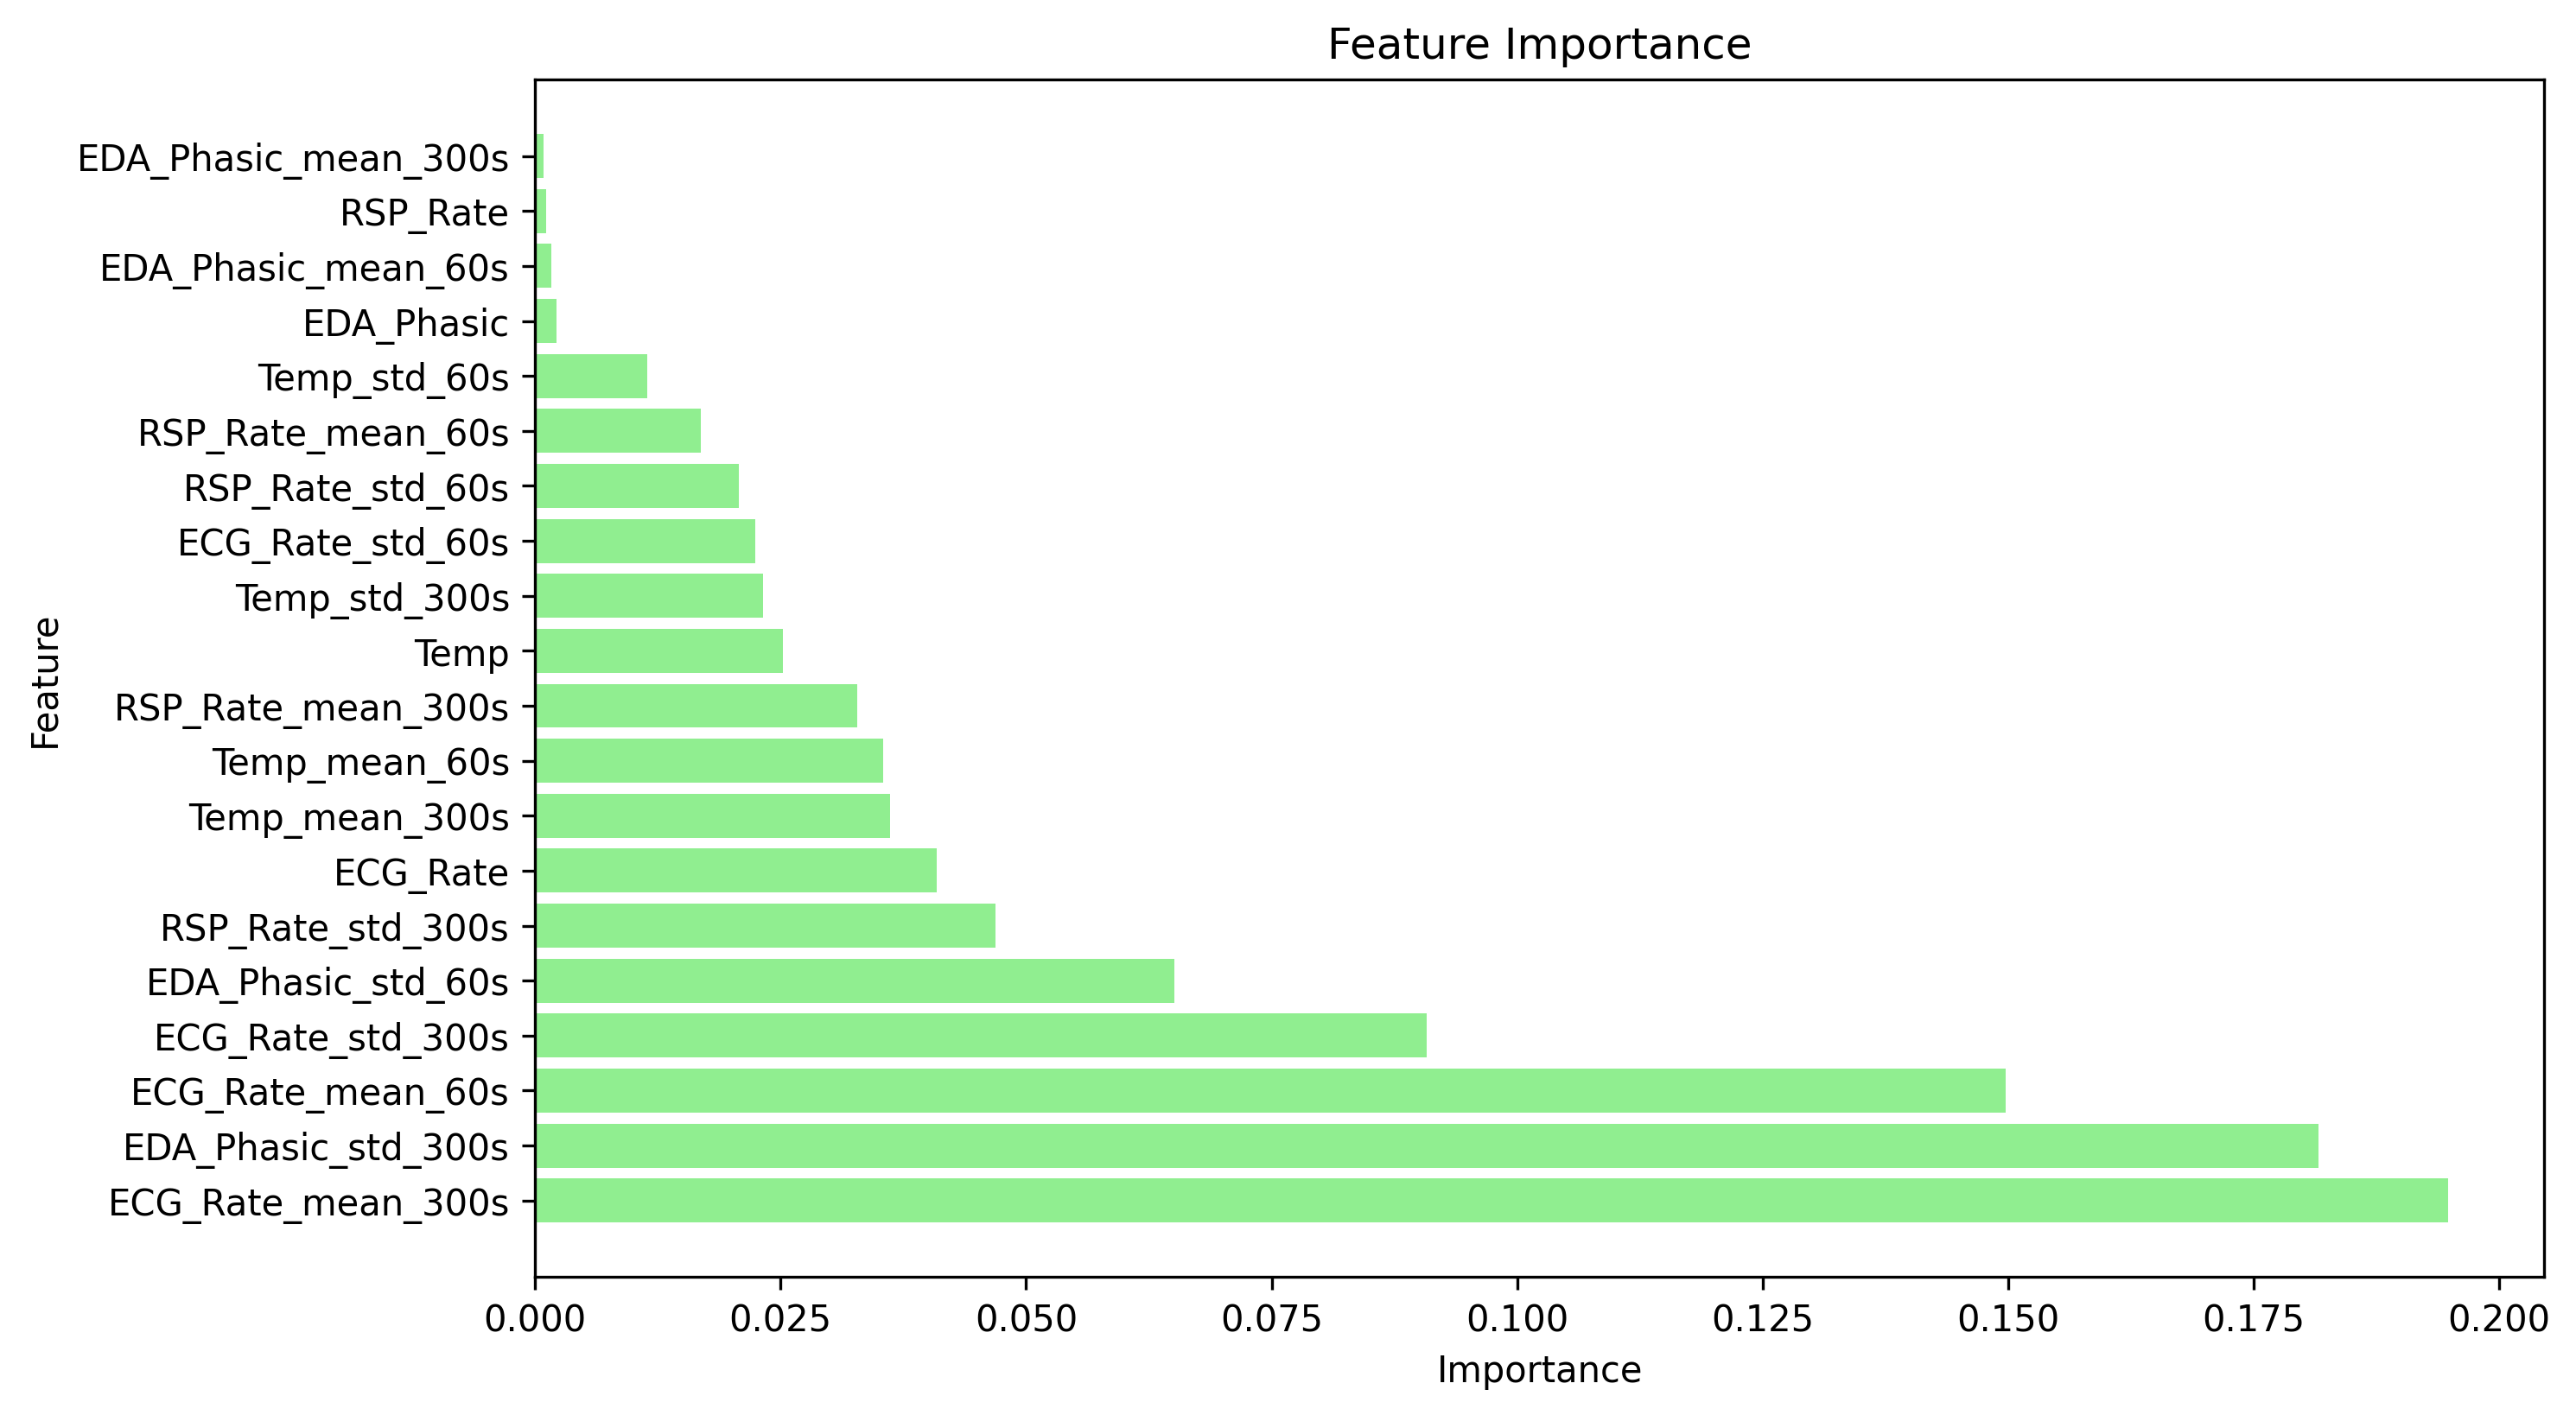 Feature Importance
EDA_Phasic_mean_300s
RSP_Rate
EDA_Phasic_mean_60s
EDA_Phasic
Temp_std_60s
RSP_Rate_mean_60s
RSP_Rate_std_60s
ECG_Rate_std_60s
Temp_std_300s
Temp
RSP_Rate_mean_300s
Temp_mean_60s
Temp_mean_300s
ECG_Rate
RSP_Rate_std_300s
EDA_Phasic_std_60s
ECG_Rate_std_300s
ECG_Rate_mean_60s
EDA_Phasic_std_300s
ECG_Rate_mean_300s
Feature
0.000 0.025 0.050 0.075 0.100 0.125 0.150 0.175 0.200
Importance